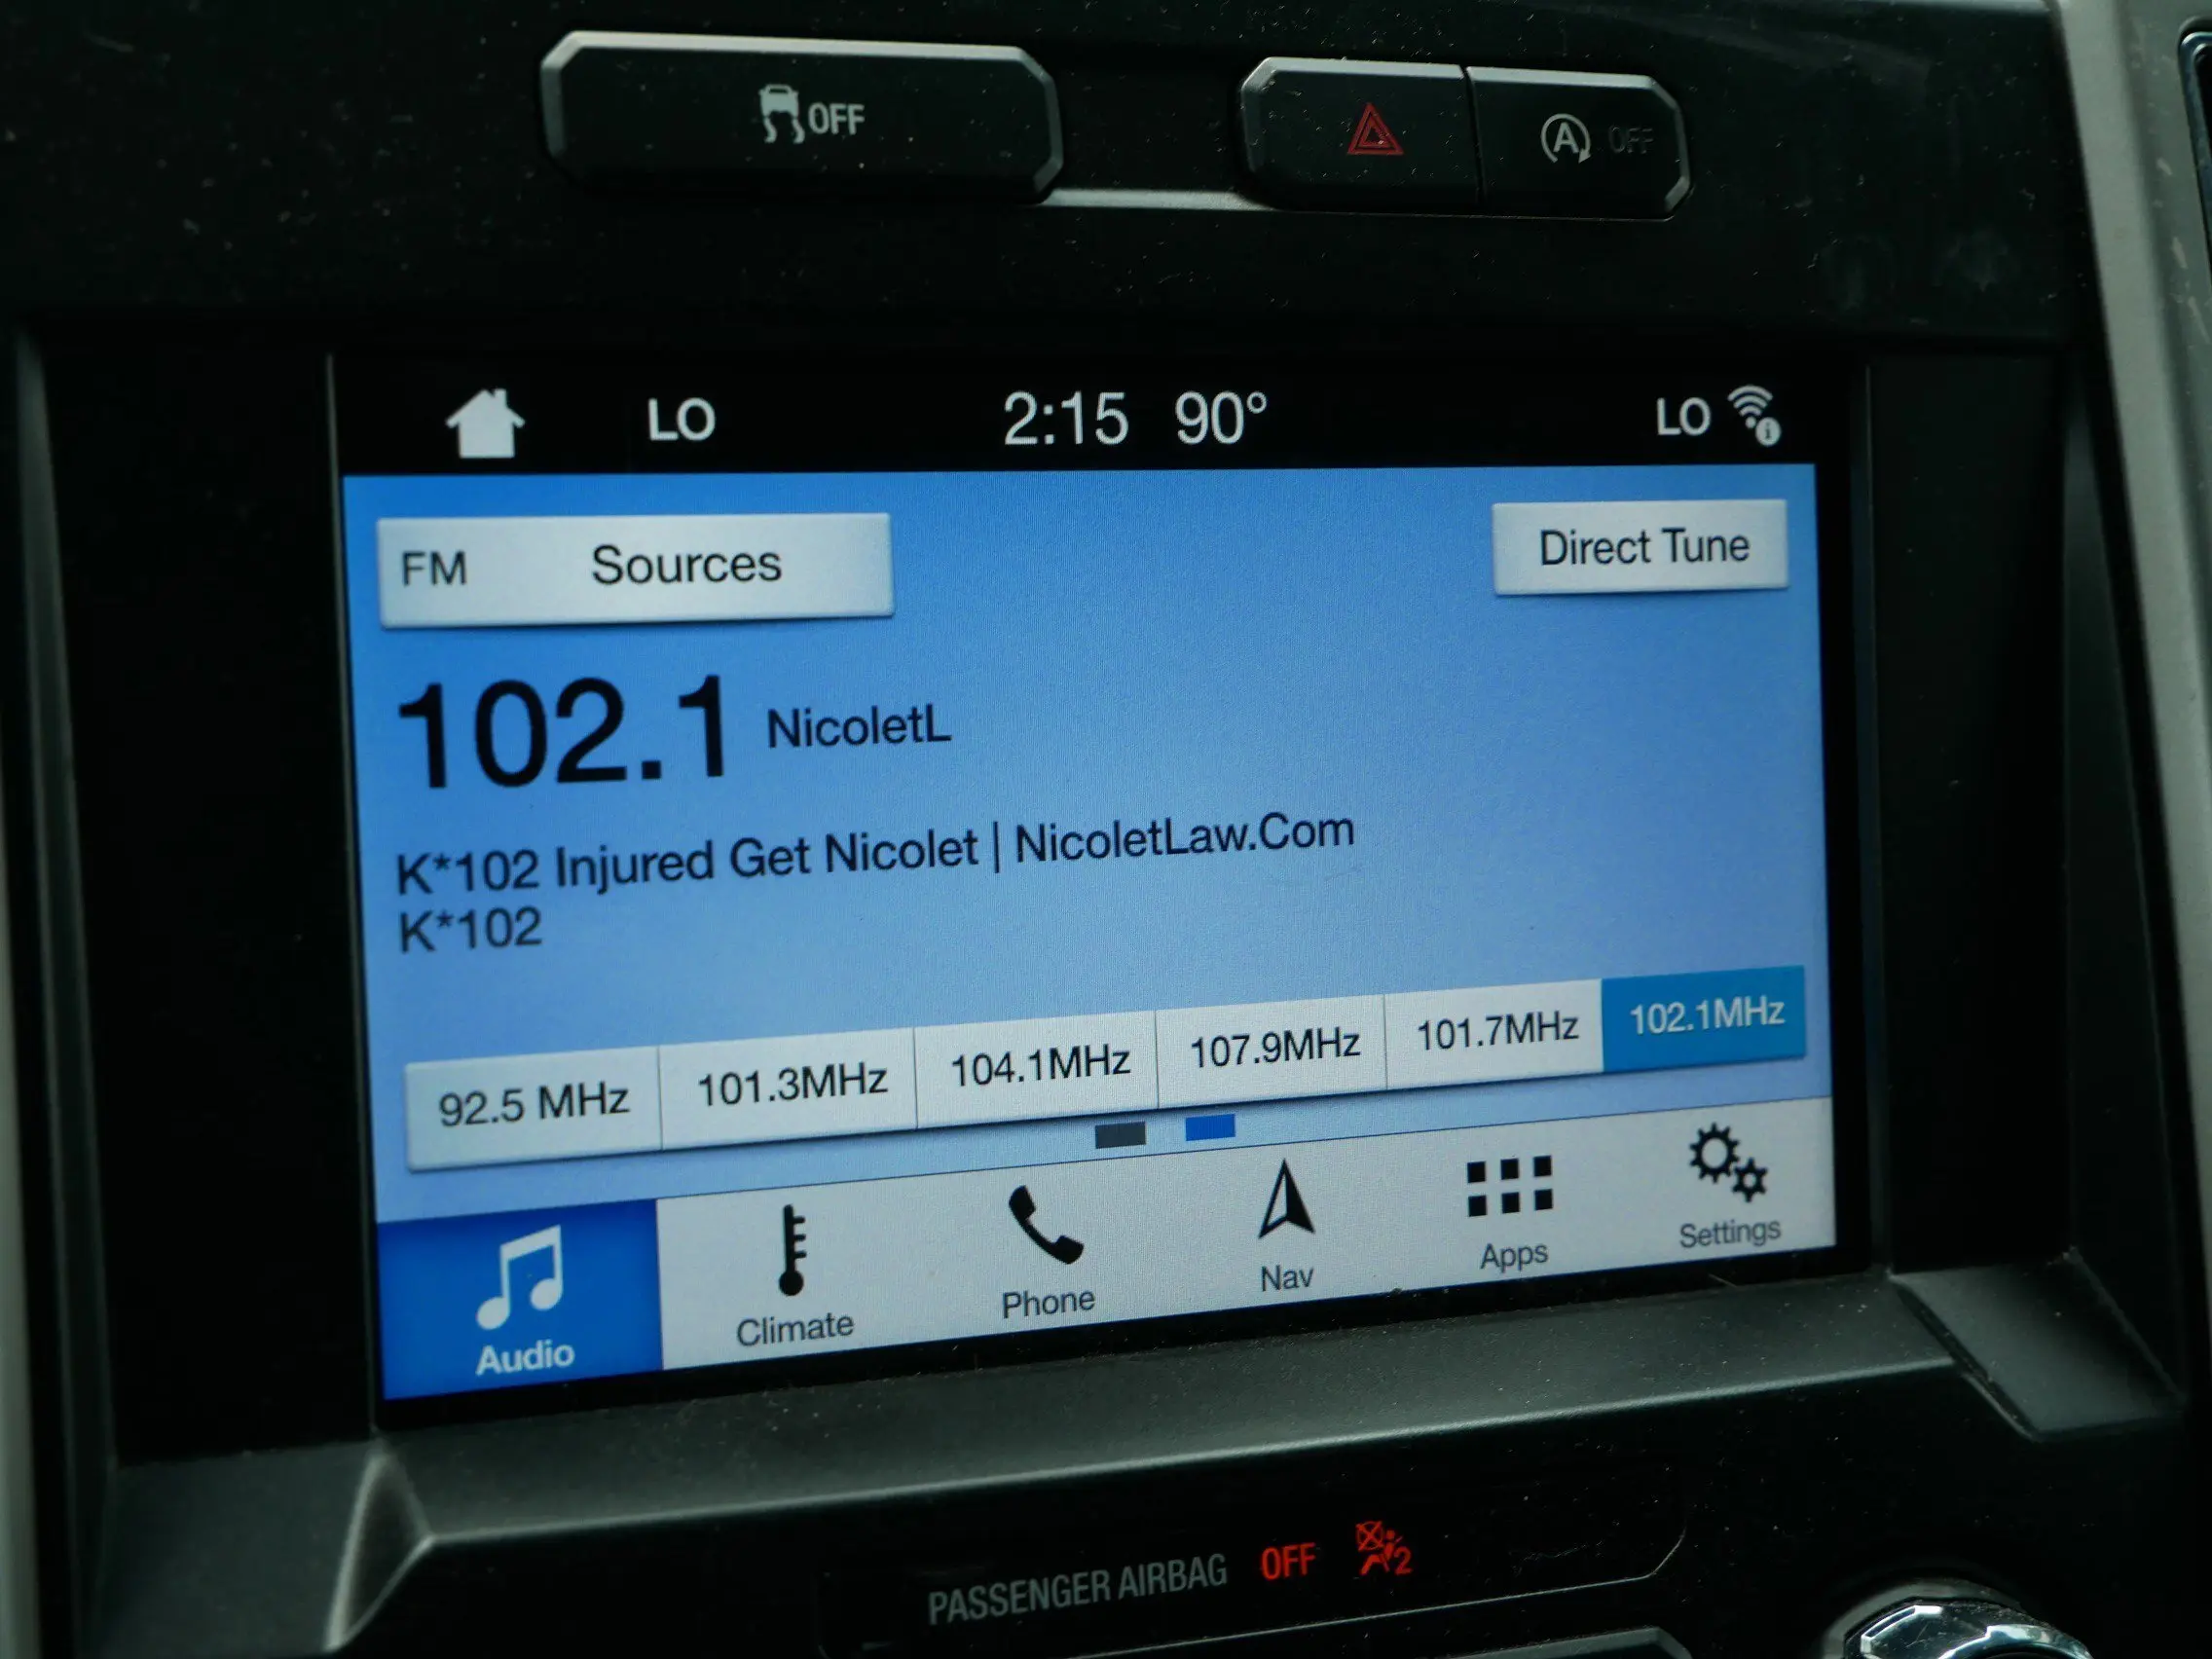 OFF
A OFF
LO 2:15 90° LO
FM Sources Direct Tune
102.1 NicoletL
K*102 Injured Get Nicolet | NicoletLaw.Com
K*102
92.5 MHz 101.3MHz 104.1MHz 107.9MHz 101.7MHz 102.1MHz
Audio Climate Phone Nav Apps Settings
PASSENGER AIRBAG OFF 2